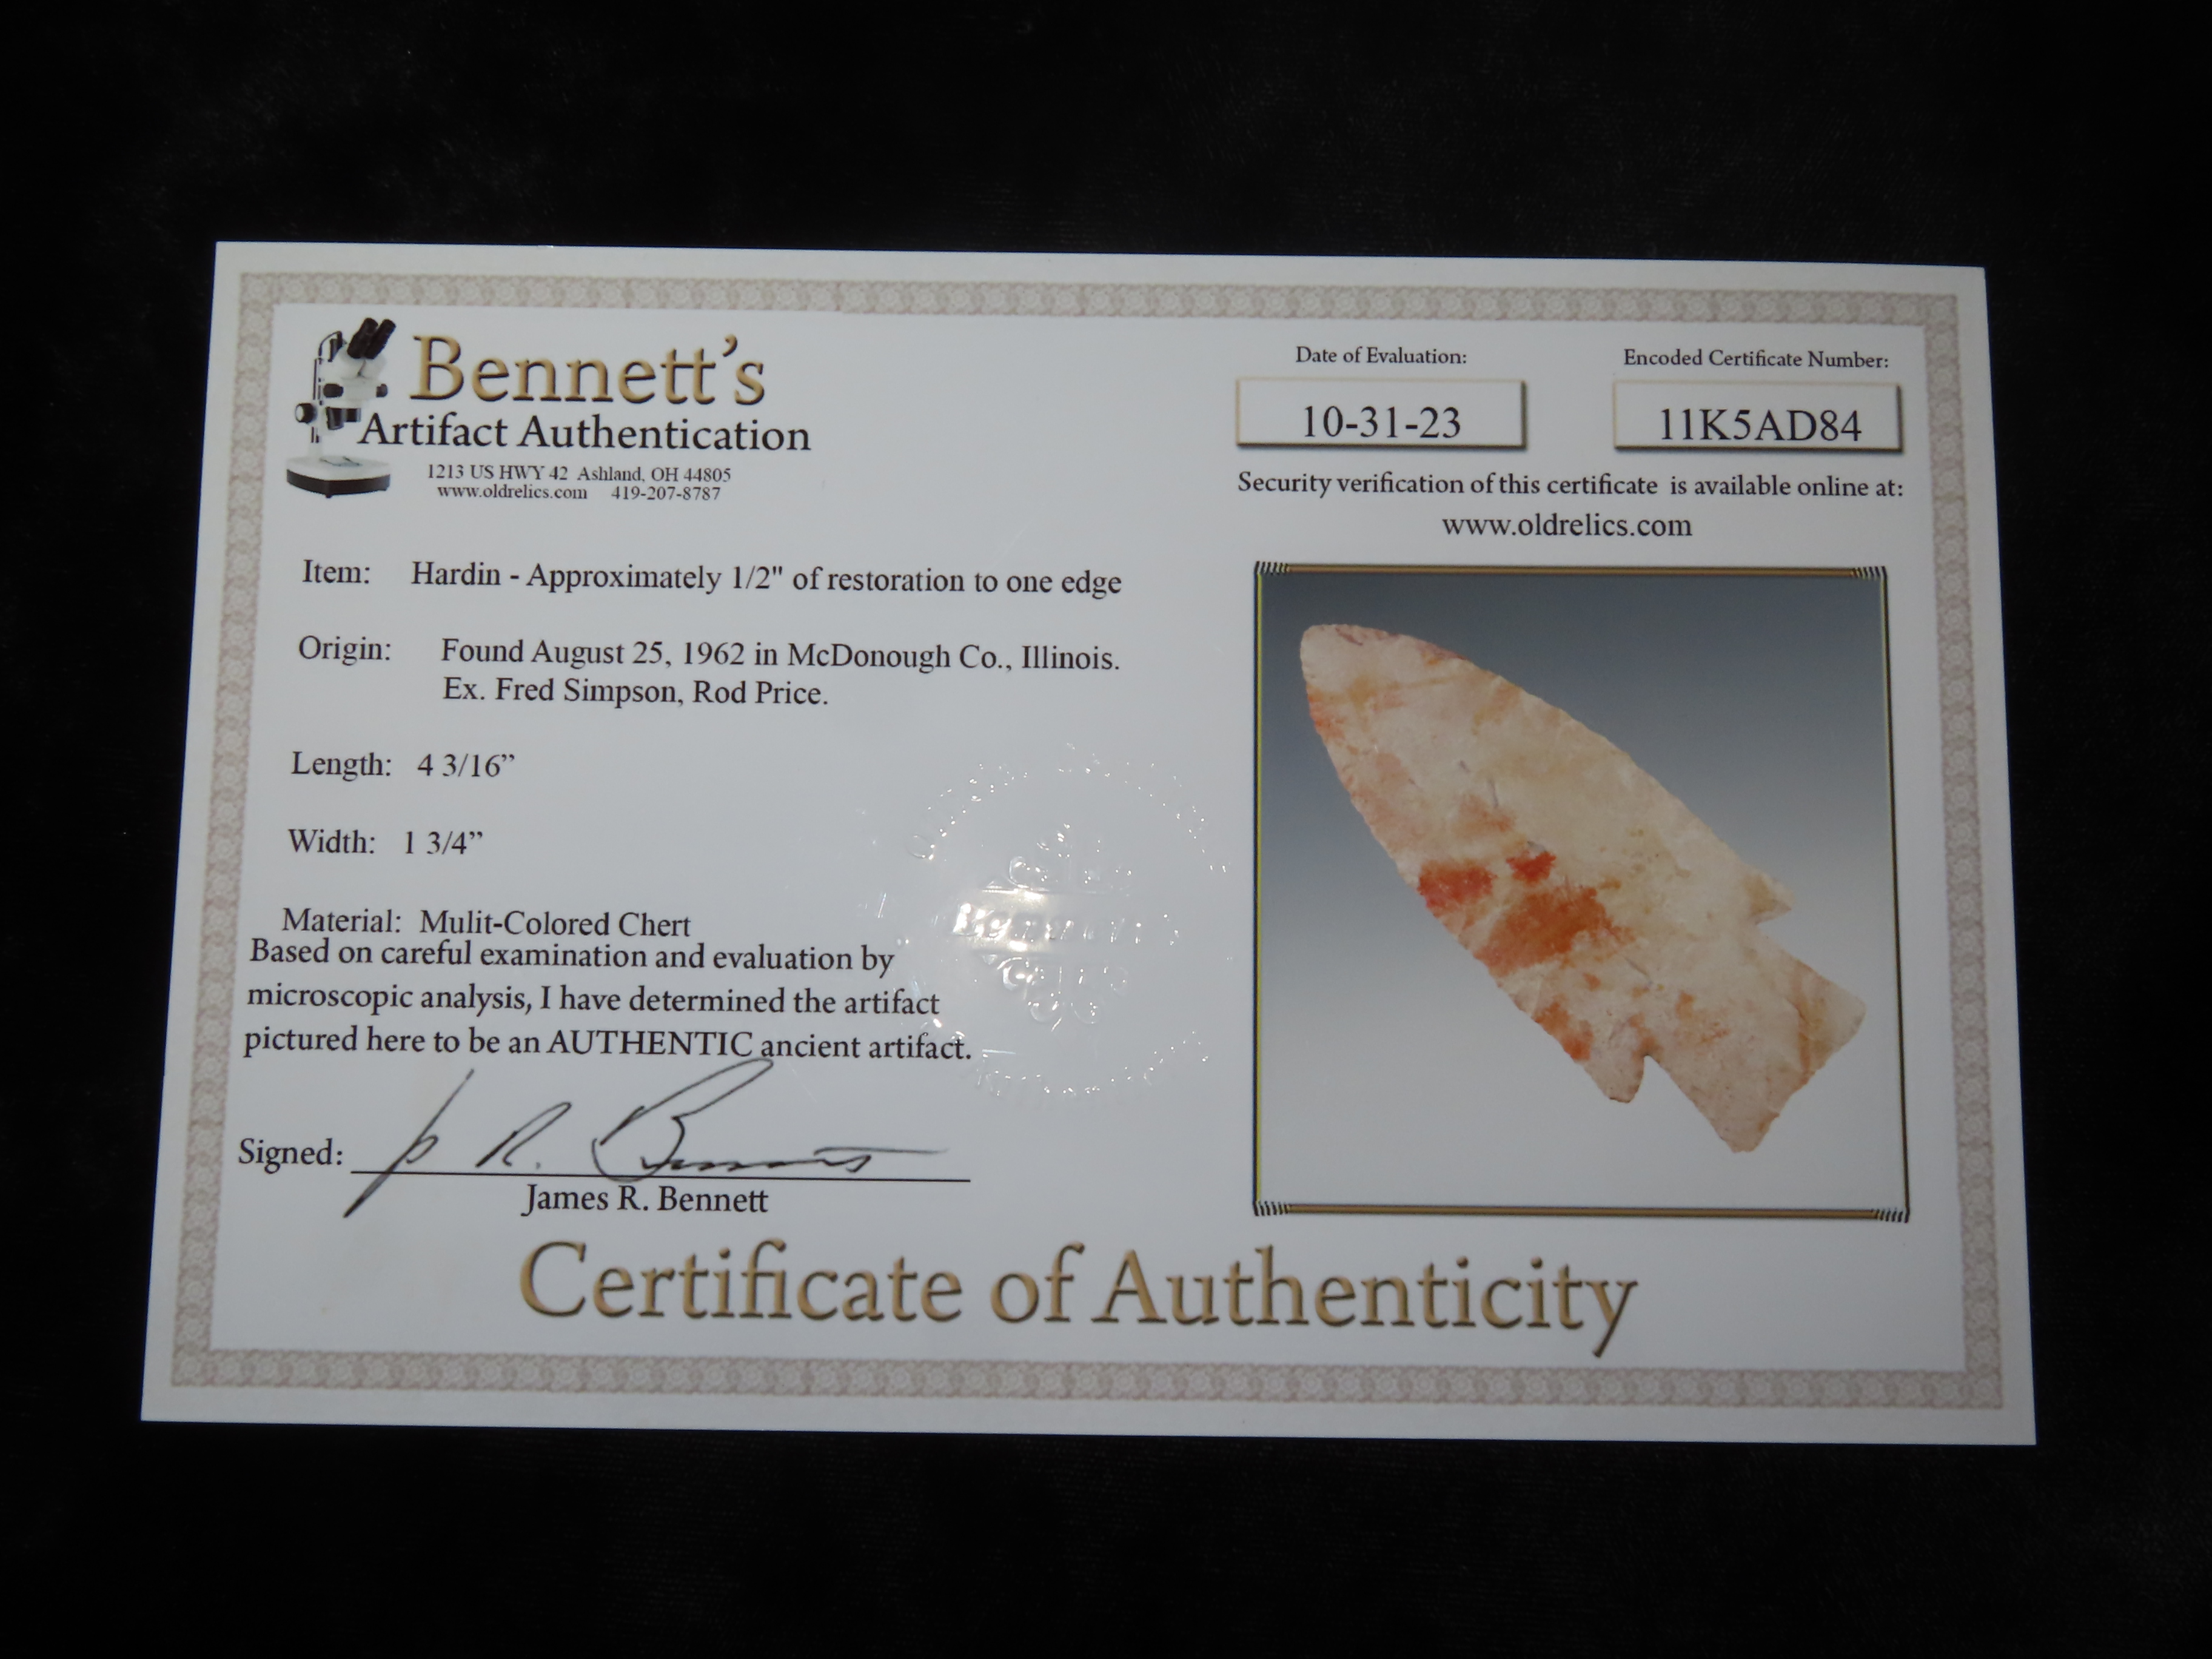 Bennett's
Artifact Authentication
1213 US HWY 42 Ashland, OH 44805
www.oldrelics.com 419-207-8787
Date of Evaluation:
10-31-23
Encoded Certificate Number:
11K5AD84
Security verification of this certificate is available online at:
www.oldrelics.com
Item: Hardin - Approximately 1/2" of restoration to one edge
Origin: Found August 25, 1962 in McDonough Co., Illinois.
Ex. Fred Simpson, Rod Price.
Length: 4 3/16”
Width: 1 3/4”
Material: Mulit-Colored Chert
Based on careful examination and evaluation by
microscopic analysis, I have determined the artifact
pictured here to be an AUTHENTIC ancient artifact.
Signed:
James R. Bennett
Certificate of Authenticity